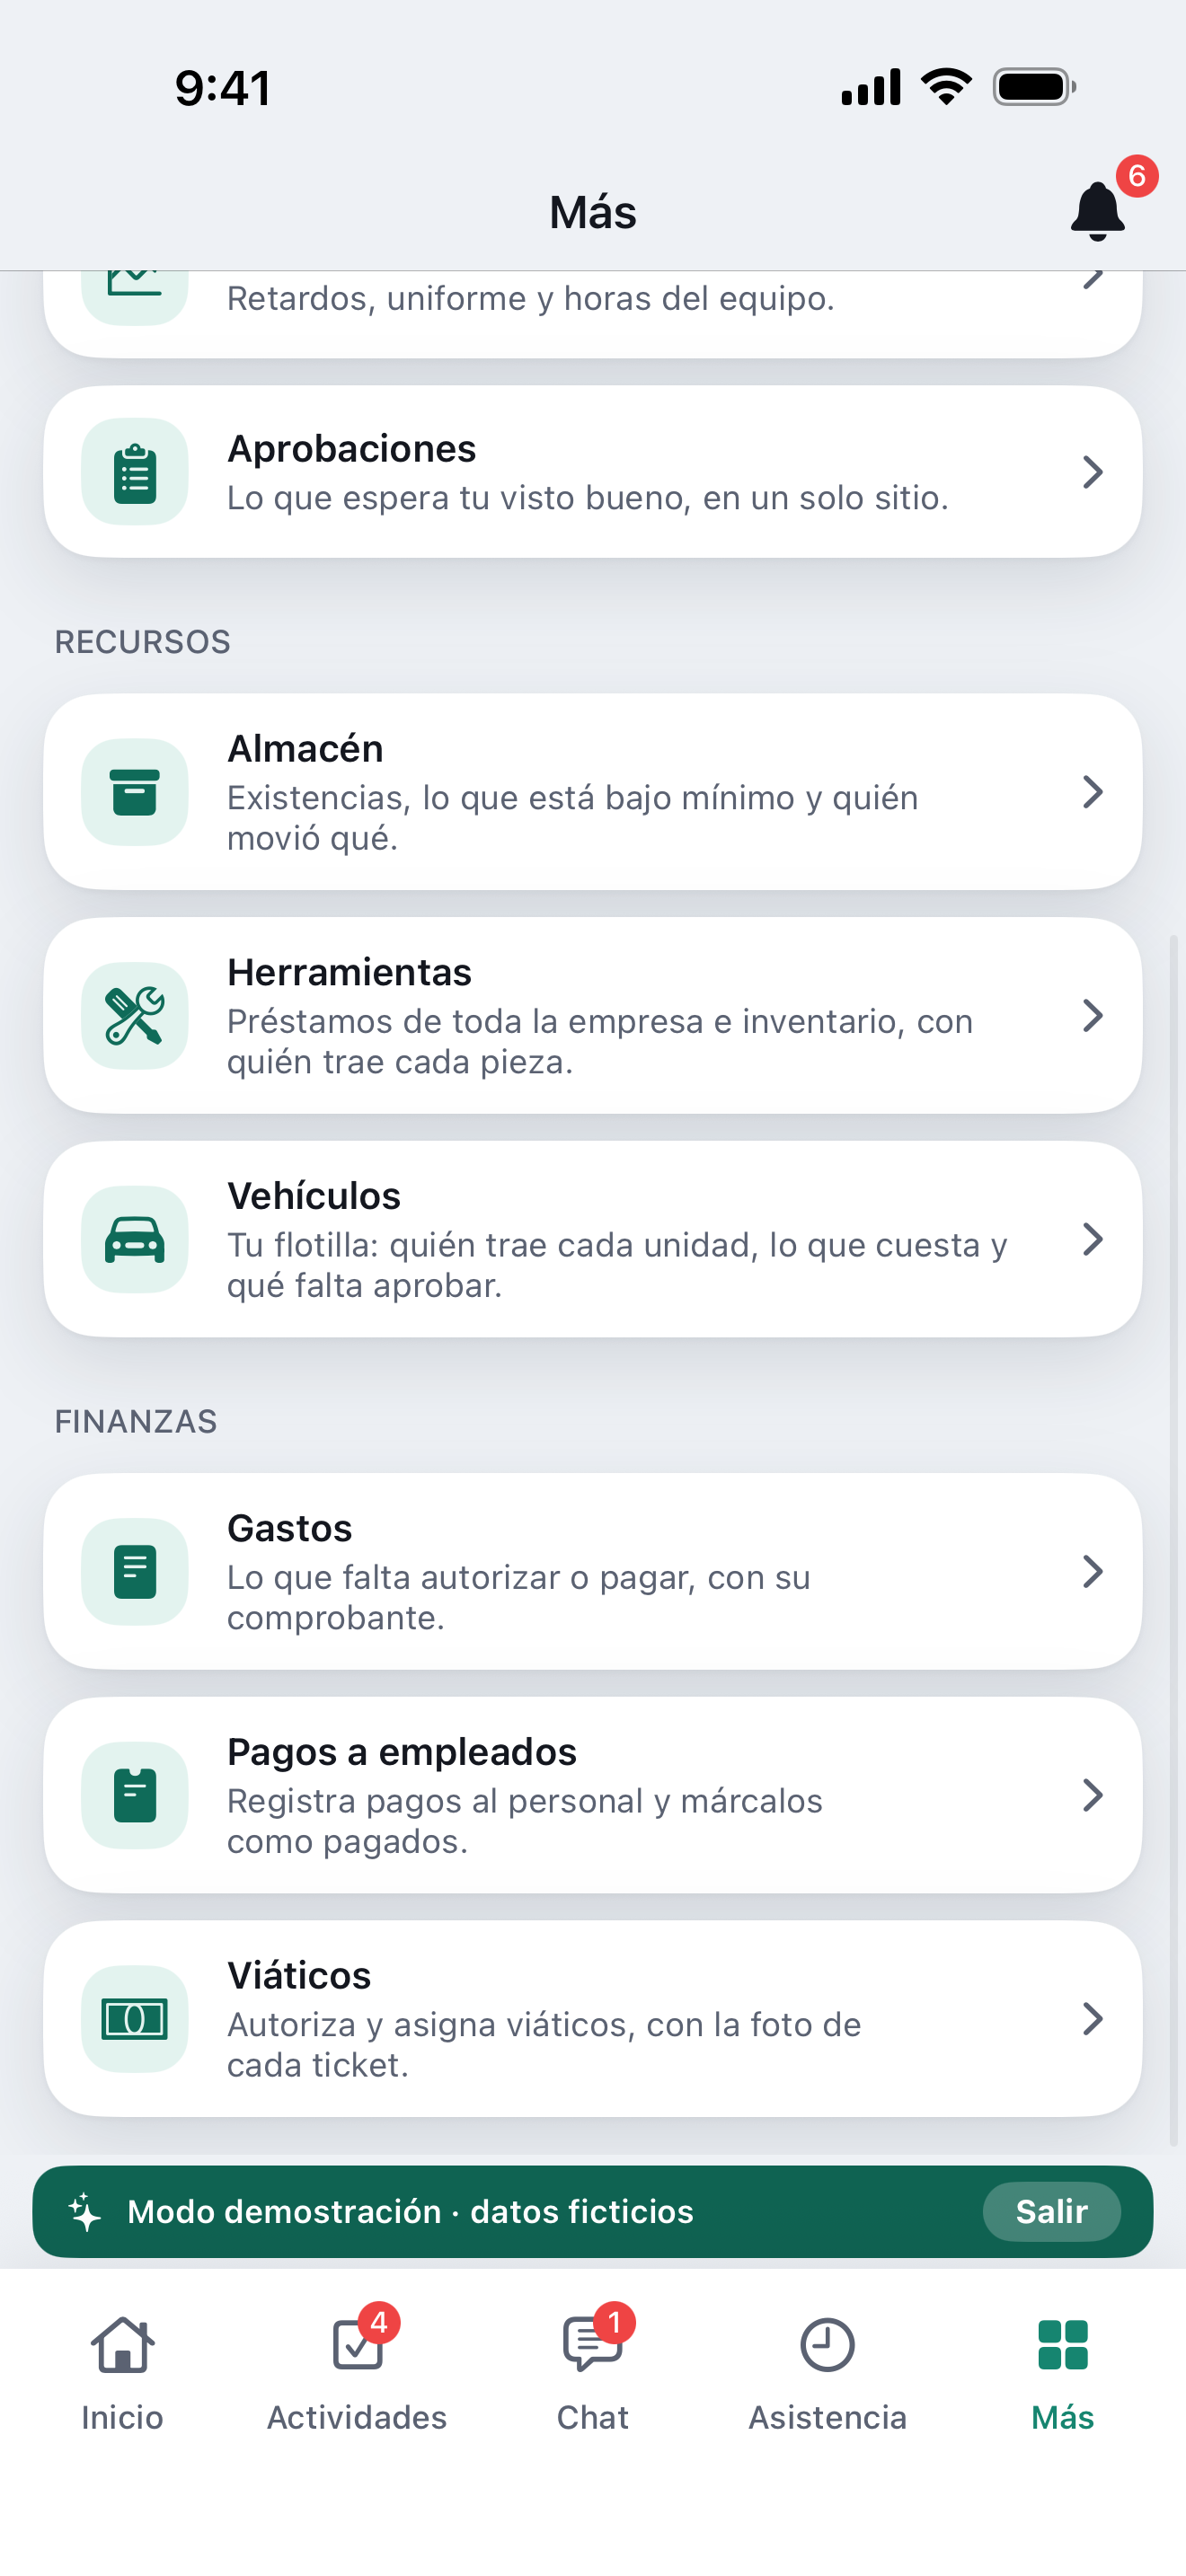 9:41
Más
6
Retardos, uniforme y horas del equipo.
Aprobaciones
Lo que espera tu visto bueno, en un solo sitio.
RECURSOS
Almacén
Existencias, lo que está bajo mínimo y quién
movió qué.
Herramientas
Préstamos de toda la empresa e inventario, con
quién trae cada pieza.
Vehículos
Tu flotilla: quién trae cada unidad, lo que cuesta y
qué falta aprobar.
FINANZAS
Gastos
Lo que falta autorizar o pagar, con su
comprobante.
Pagos a empleados
Registra pagos al personal y márcalos
como pagados.
Viáticos
Autoriza y asigna viáticos, con la foto de
cada ticket.
Modo demostración · datos ficticios
Salir
4
1
Inicio
Actividades
Chat
Asistencia
Más